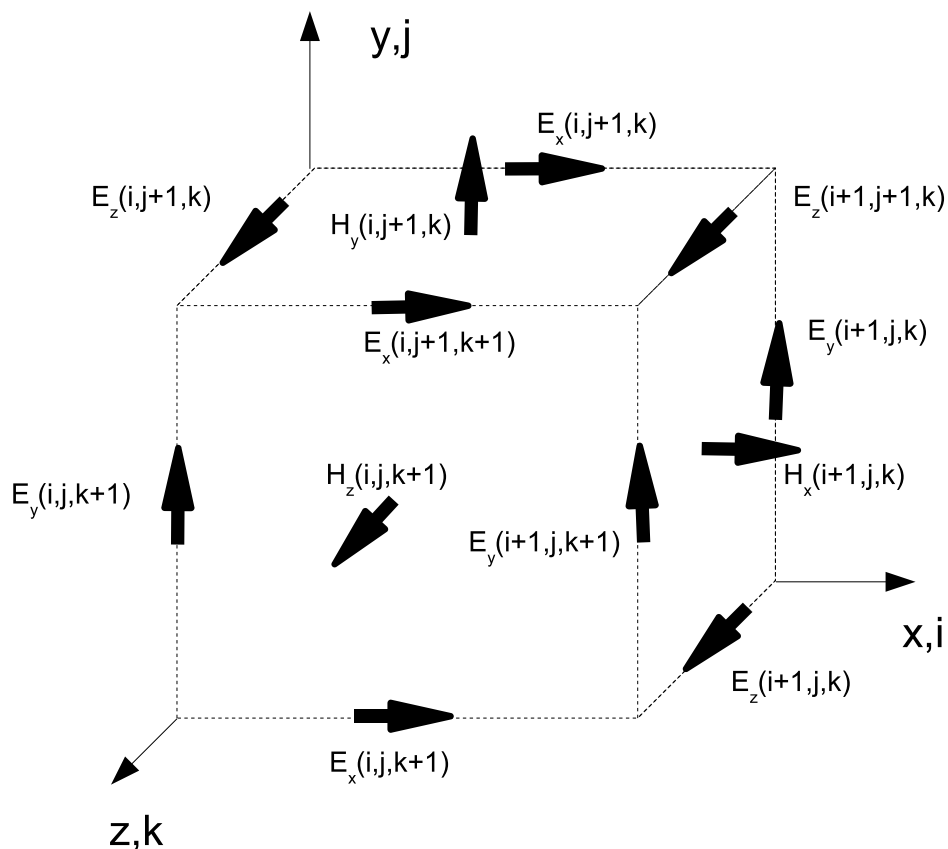 y,j
E_x(i,j+1,k)
E_z(i,j+1,k)
E_z(i+1,j+1,k)
H_y(i,j+1,k)
E_x(i,j+1,k+1)
E_y(i+1,j,k)
H_z(i,j,k+1)
H_x(i+1,j,k)
E_y(i,j,k+1)
E_y(i+1,j,k+1)
x,i
E_z(i+1,j,k)
E_x(i,j,k+1)
z,k